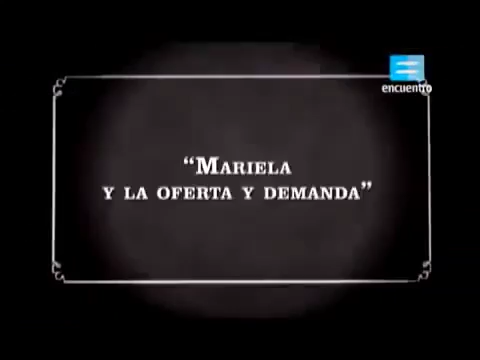 encuentro
“MARIELA
Y LA OFERTA Y DEMANDA”